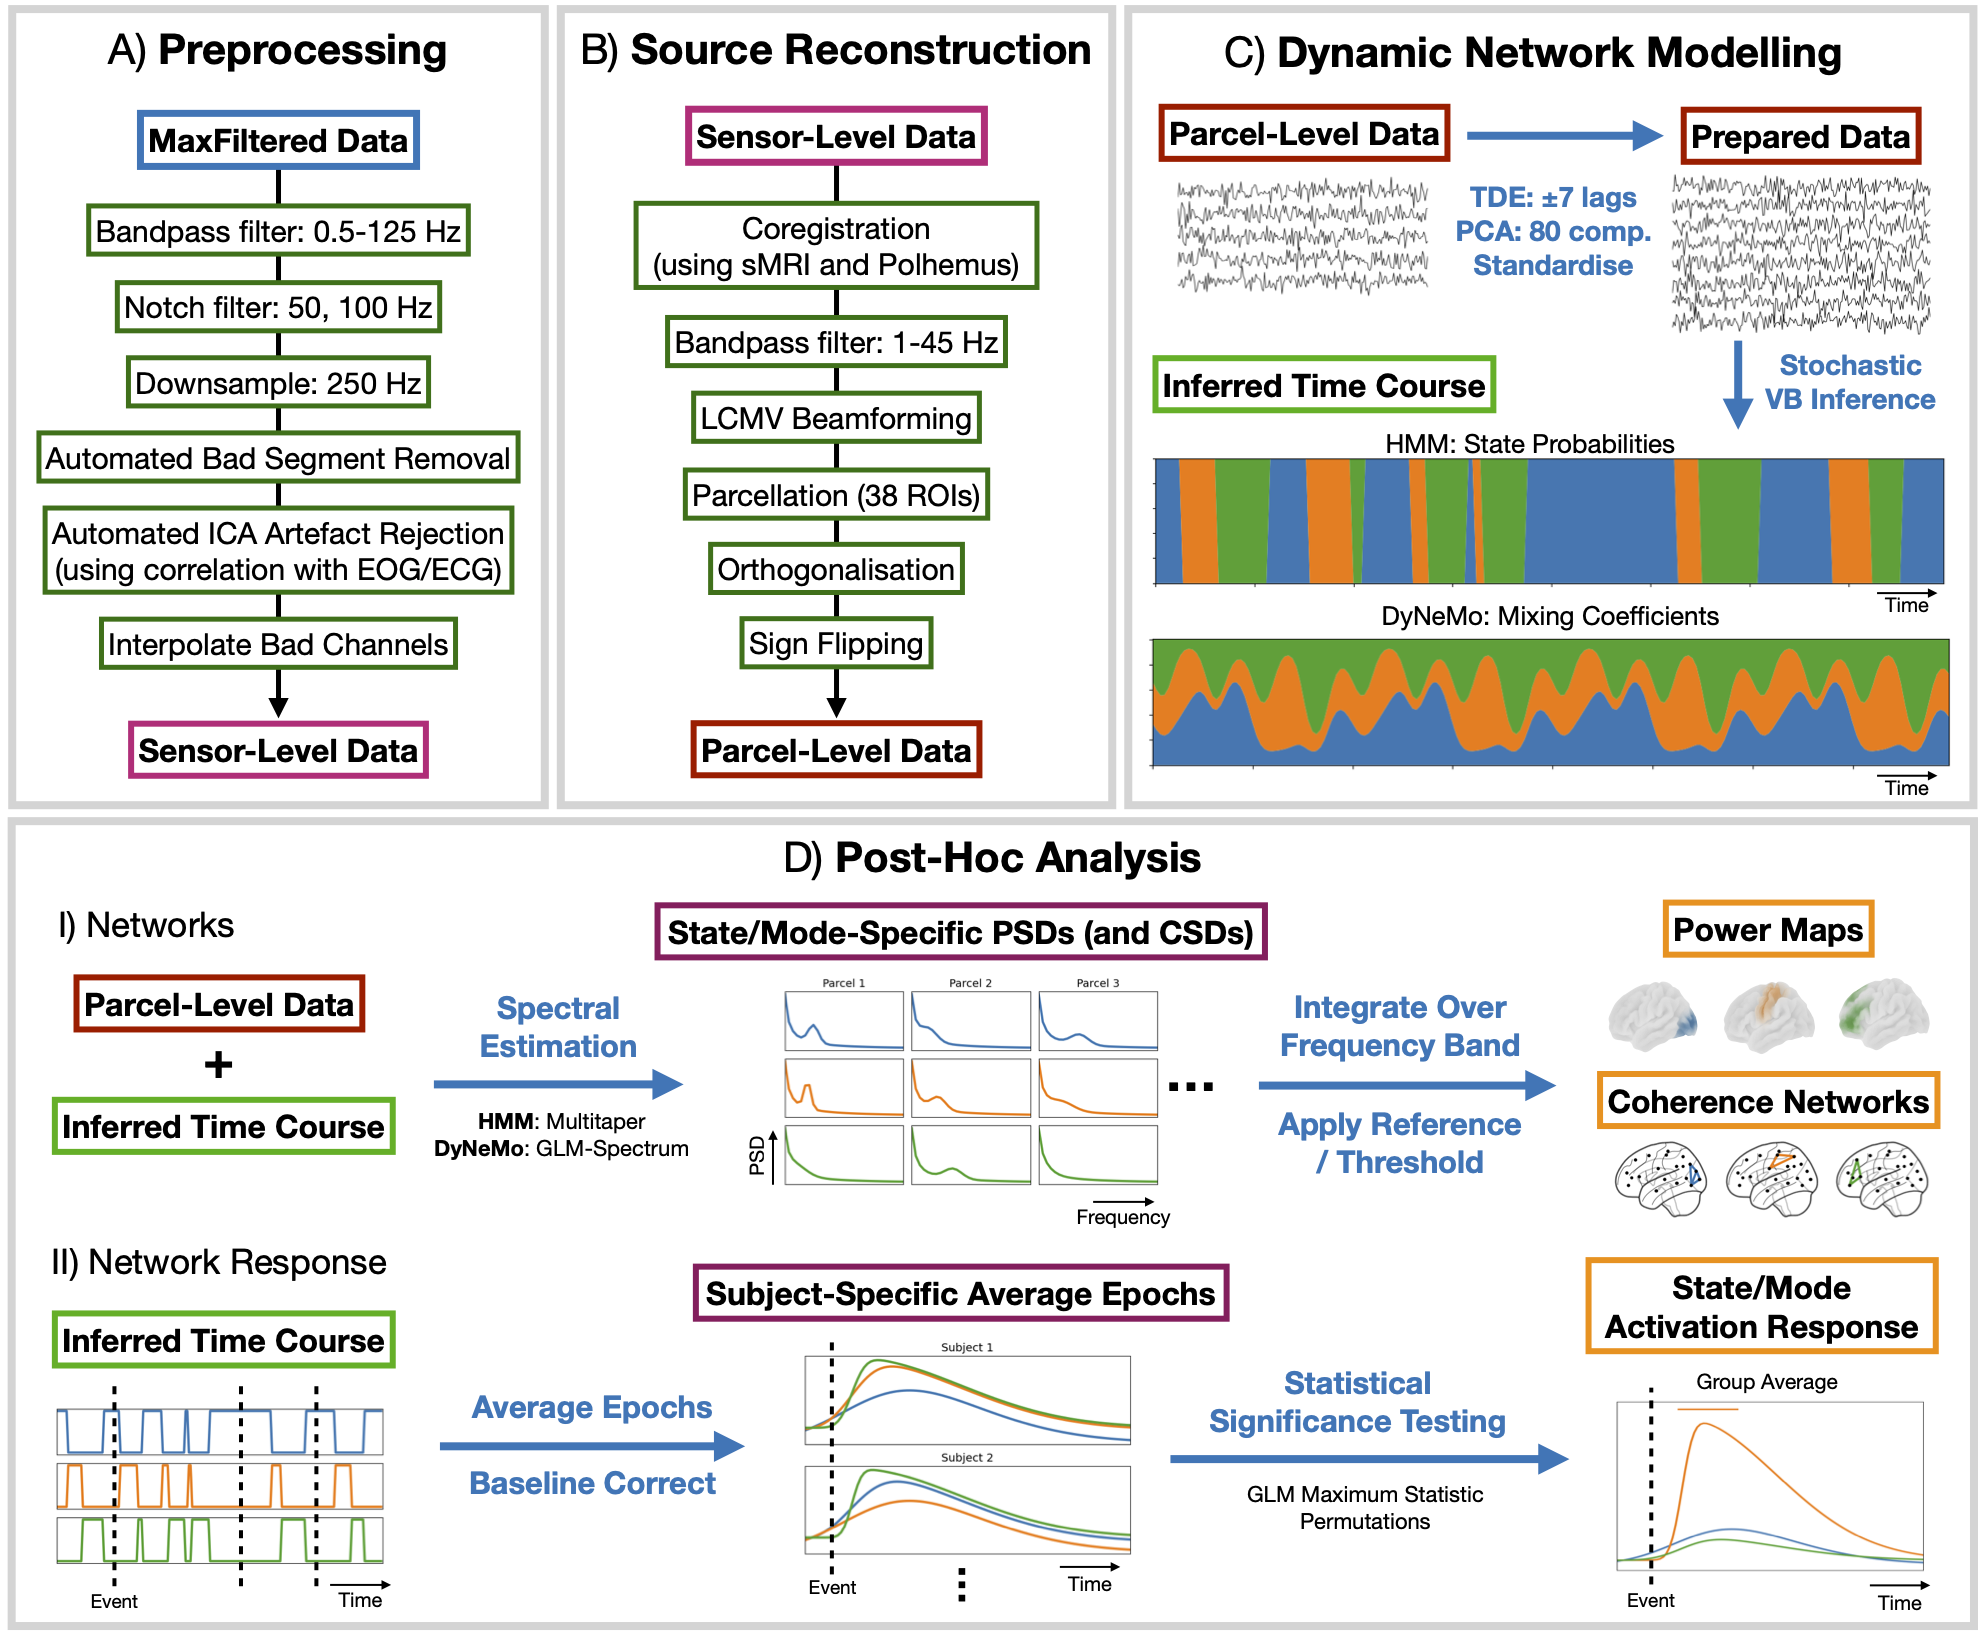 A) Preprocessing
MaxFiltered Data
Bandpass filter: 0.5-125 Hz
Notch filter: 50, 100 Hz
Downsample: 250 Hz
Automated Bad Segment Removal
Automated ICA Artefact Rejection
(using correlation with EOG/ECG)
Interpolate Bad Channels
Sensor-Level Data
B) Source Reconstruction
Sensor-Level Data
Coregistration
(using sMRI and Polhemus)
Bandpass filter: 1-45 Hz
LCMV Beamforming
Parcellation (38 ROIs)
Orthogonalisation
Sign Flipping
Parcel-Level Data
C) Dynamic Network Modelling
Parcel-Level Data
Prepared Data
TDE: ±7 lags
PCA: 80 comp.
Standardise
Stochastic
VB Inference
Inferred Time Course
HMM: State Probabilities
Time
DyNeMo: Mixing Coefficients
Time
D) Post-Hoc Analysis
I) Networks
Parcel-Level Data
+
Inferred Time Course
Spectral
Estimation
HMM: Multitaper
DyNeMo: GLM-Spectrum
State/Mode-Specific PSDs (and CSDs)
Parcel 1
Parcel 2
Parcel 3
PSD
Frequency
...
Integrate Over
Frequency Band
Apply Reference
/ Threshold
Power Maps
Coherence Networks
II) Network Response
Inferred Time Course
Event
Time
Average Epochs
Baseline Correct
Subject-Specific Average Epochs
Subject 1
Subject 2
Event
Time
Statistical
Significance Testing
GLM Maximum Statistic
Permutations
State/Mode
Activation Response
Group Average
Event
Time